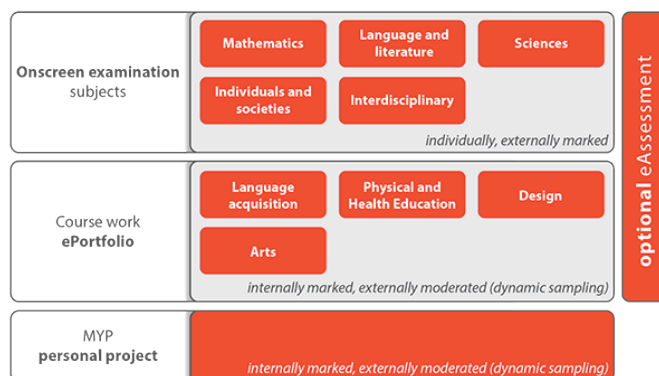 Onscreen examination
subjects
Mathematics
Language and
literature
Sciences
Individuals and
societies
Interdisciplinary
individually, externally marked
Course work
ePortfolio
Language
acquisition
Physical and
Health Education
Design
Arts
internally marked, externally moderated (dynamic sampling)
MYP
personal project
internally marked, externally moderated (dynamic sampling)
optional eAssessment